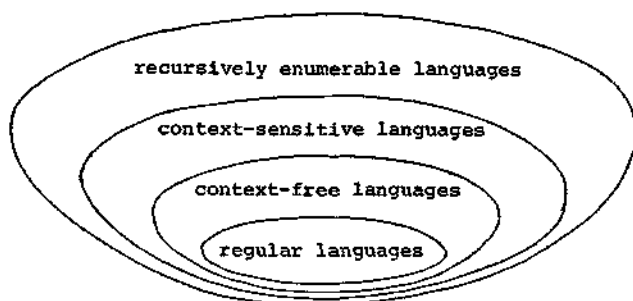 recursively enumerable languages
context-sensitive languages
context-free languages
regular languages